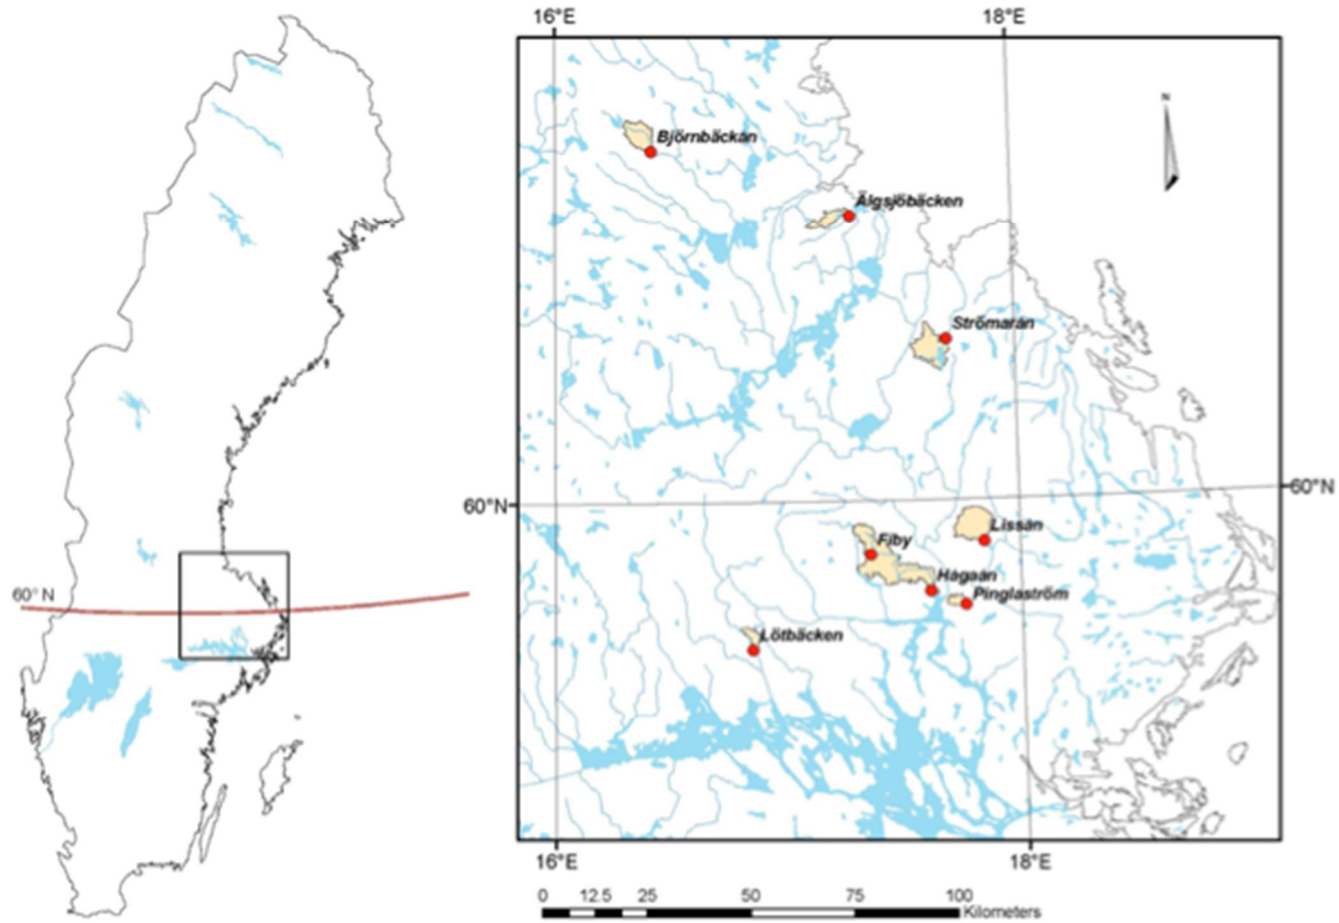 16°E 18°E
N
Björnbäckan
Älgsjöbäcken
Strömarån
60°N 60°N
Lissån
Fiby
Hågaån
Pinglaström
60° N
Lötbäcken
16°E 18°E
0 12.5 25 50 75 100
Kilometers